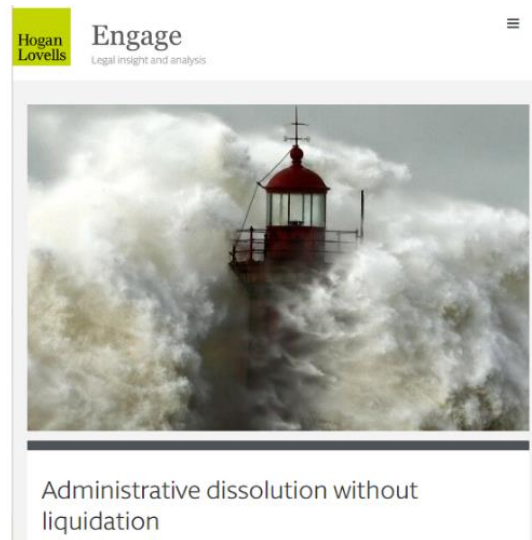 Hogan
Lovells
Engage
Legal insight and analysis
Administrative dissolution without
liquidation